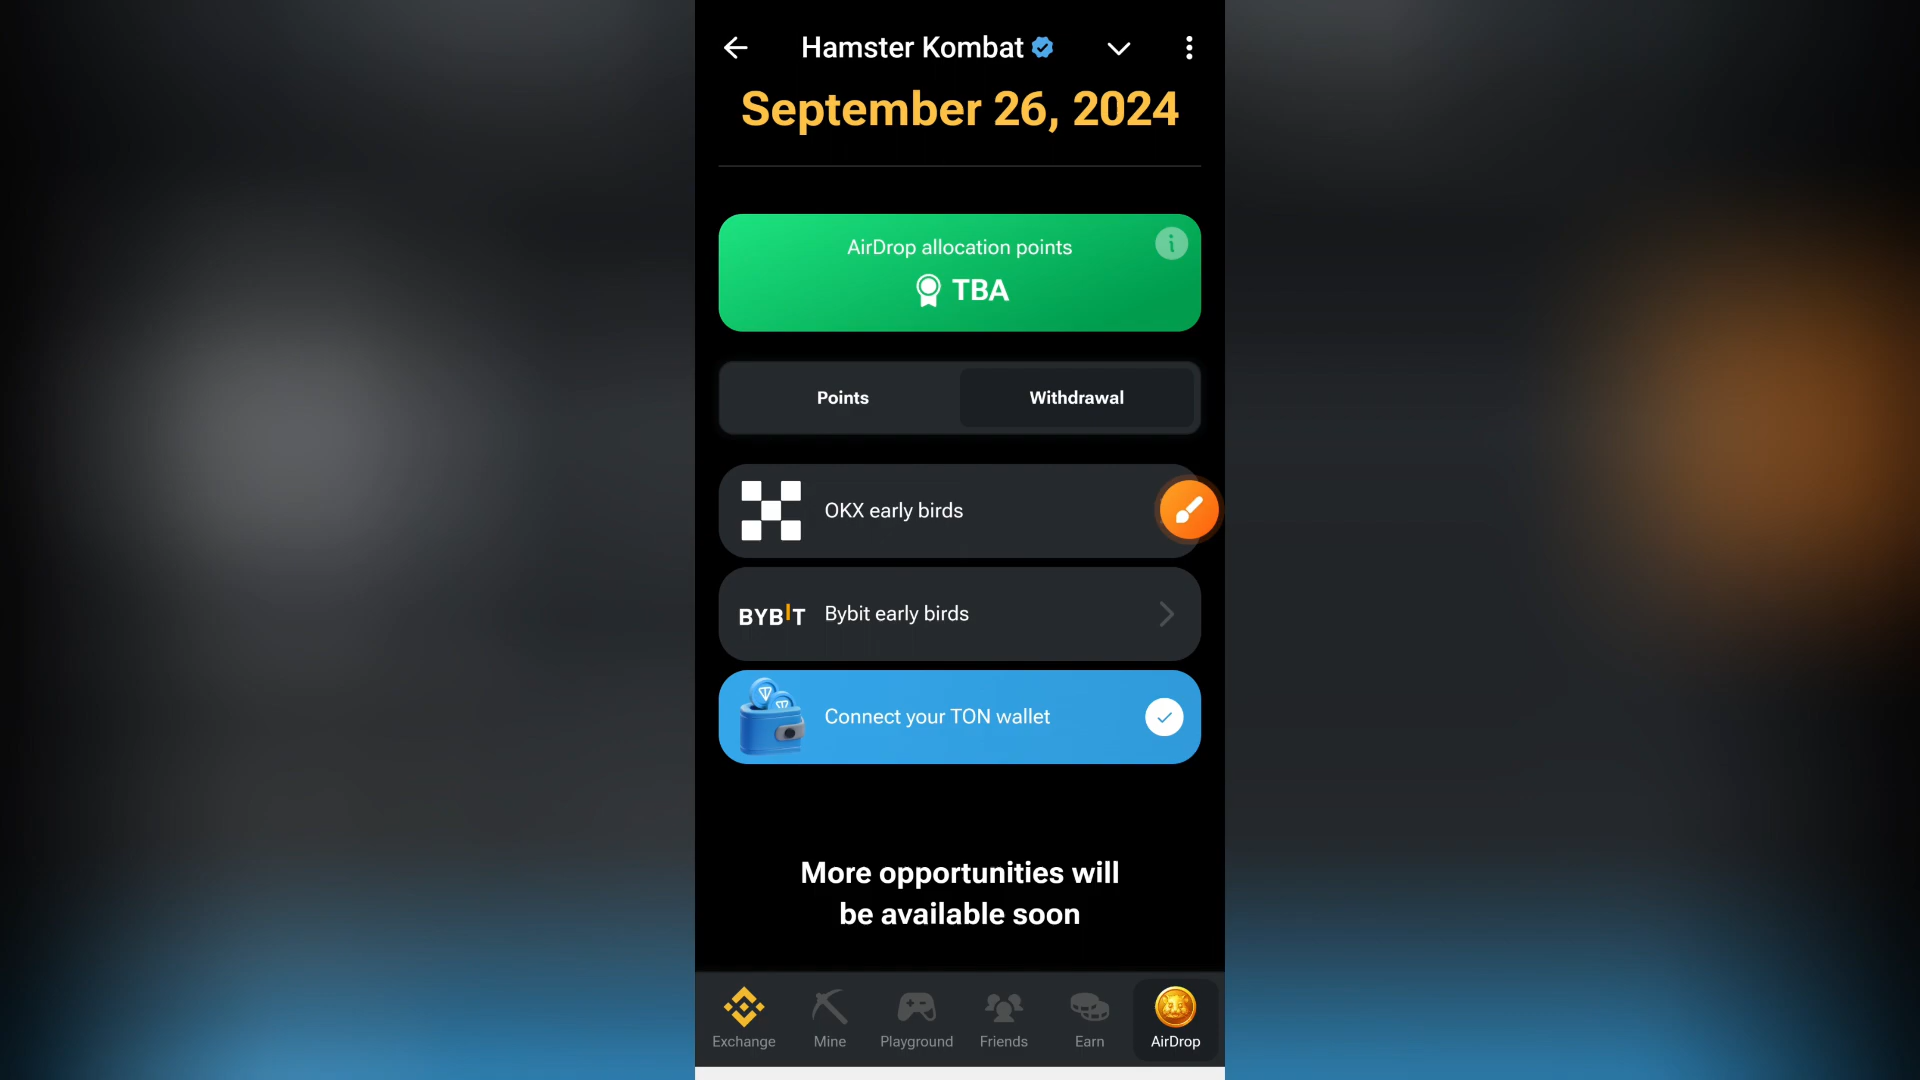 Hamster Kombat
September 26, 2024
AirDrop allocation points
TBA
Points
Withdrawal
OKX early birds
BYBIT
Bybit early birds
Connect your TON wallet
More opportunities will
be available soon
Exchange
Mine
Playground
Friends
Earn
AirDrop